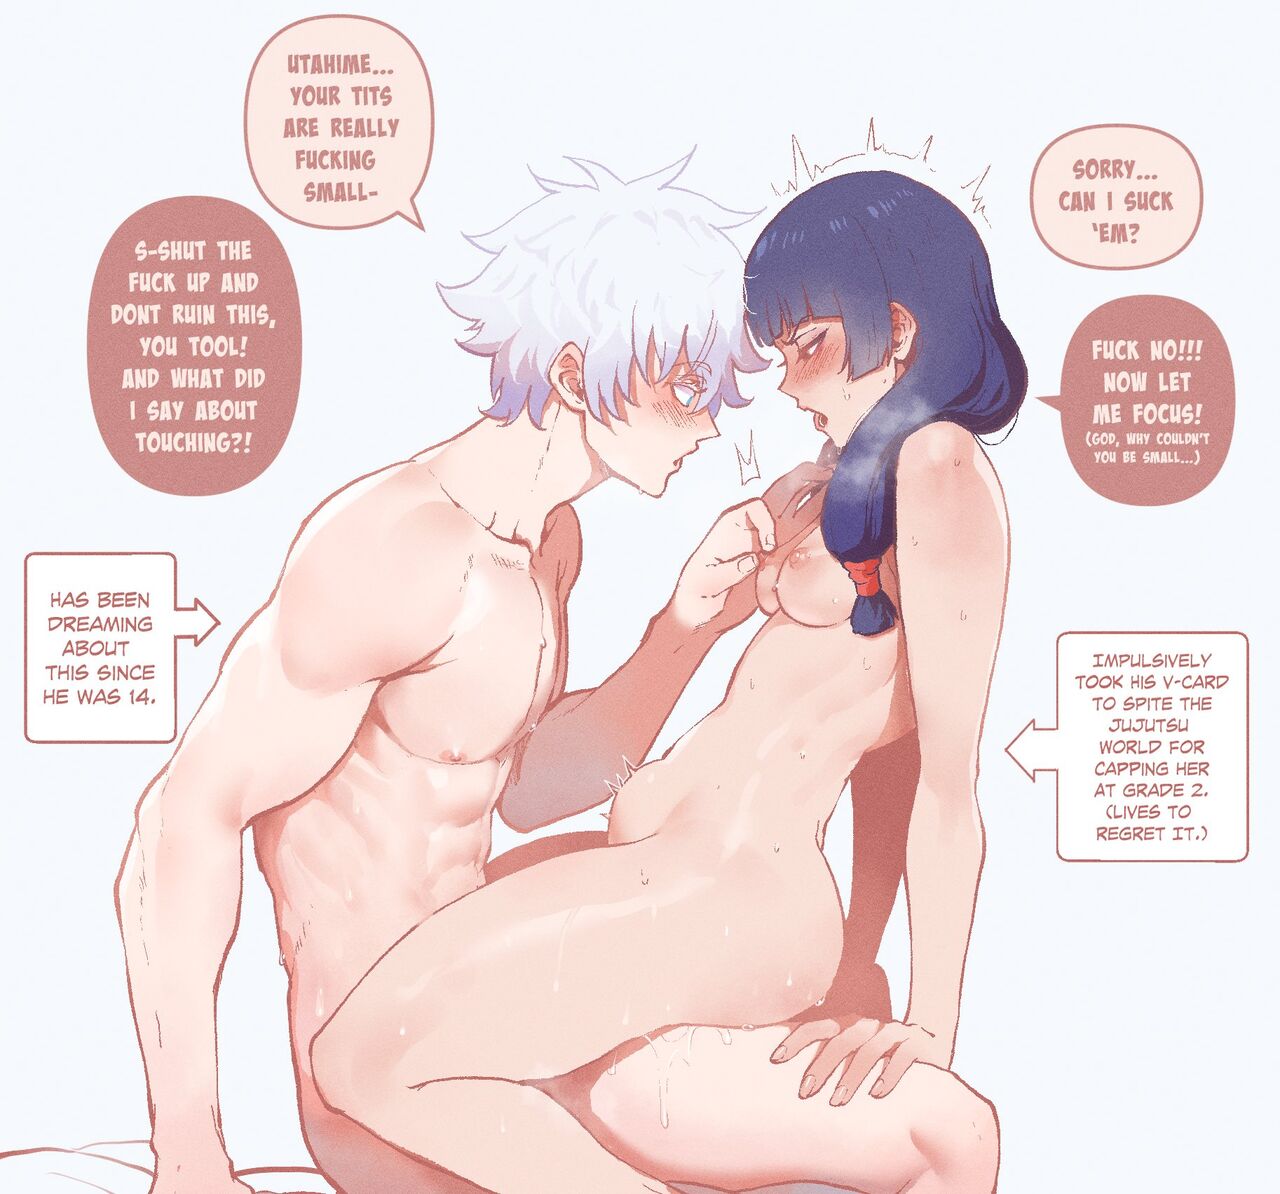 UTAHIME...
YOUR TITS
ARE REALLY
FUCKING
SMALL-
S-SHUT THE
FUCK UP AND
DONT RUIN THIS,
YOU TOOL!
AND WHAT DID
I SAY ABOUT
TOUCHING?!
SORRY...
CAN I SUCK
'EM?
FUCK NO!!!
NOW LET
ME FOCUS!
(GOD, WHY COULDN'T
YOU BE SMALL...)
HAS BEEN
DREAMING
ABOUT
THIS SINCE
HE WAS 14.
IMPULSIVELY
TOOK HIS V-CARD
TO SPITE THE
JUJUTSU
WORLD FOR
CAPPING HER
AT GRADE 2.
(LIVES TO
REGRET IT.)